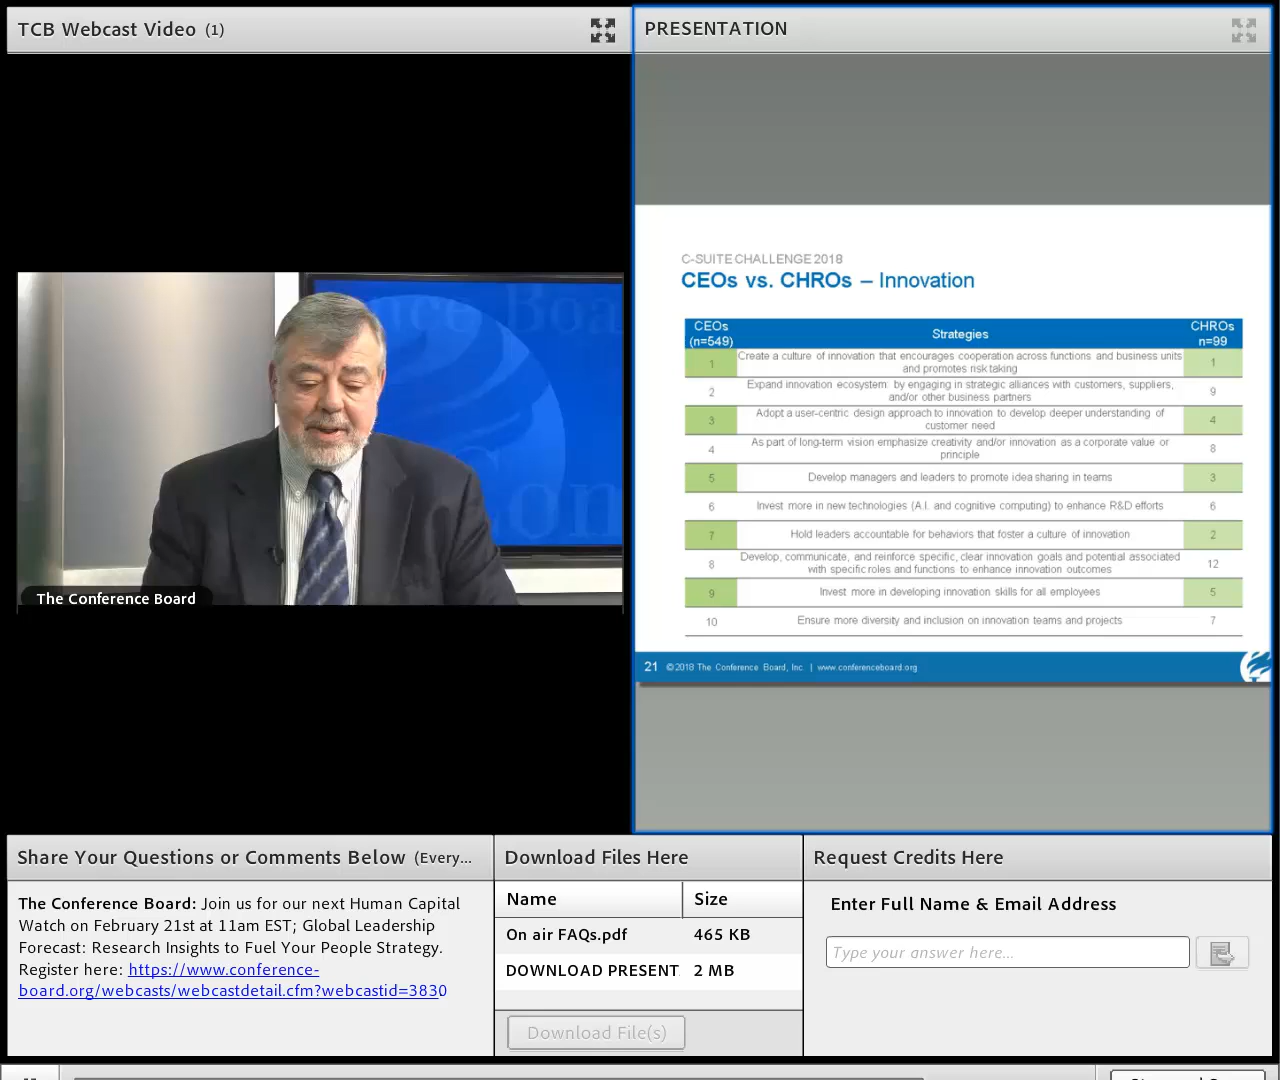 TCB Webcast Video (1)
PRESENTATION
The Conference Board
C-SUITE CHALLENGE 2018
CEOs vs. CHROs – Innovation
CEOs (n=549) Strategies CHROs n=99
1 Create a culture of innovation that encourages cooperation across functions and business units
and promotes risk taking 1
2 Expand innovation ecosystem by engaging in strategic alliances with customers, suppliers,
and/or other business partners 9
3 Adopt a user-centric design approach to innovation to develop deeper understanding of
customer need 4
4 As part of long-term vision emphasize creativity and/or innovation as a corporate value or
principle 8
5 Develop managers and leaders to promote idea sharing in teams 3
6 Invest more in new technologies (A.I. and cognitive computing) to enhance R&D efforts 6
7 Hold leaders accountable for behaviors that foster a culture of innovation 2
8 Develop, communicate, and reinforce specific, clear innovation goals and potential associated
with specific roles and functions to enhance innovation outcomes 12
9 Invest more in developing innovation skills for all employees 5
10 Ensure more diversity and inclusion on innovation teams and projects 7
21 ©2018 The Conference Board, Inc. | www.conferenceboard.org
Share Your Questions or Comments Below (Every...
The Conference Board: Join us for our next Human Capital
Watch on February 21st at 11am EST; Global Leadership
Forecast: Research Insights to Fuel Your People Strategy.
Register here: https://www.conference-
board.org/webcasts/webcastdetail.cfm?webcastid=3830
Download Files Here
Name Size
On air FAQs.pdf 465 KB
DOWNLOAD PRESENT 2 MB
Download File(s)
Request Credits Here
Enter Full Name & Email Address
Type your answer here...